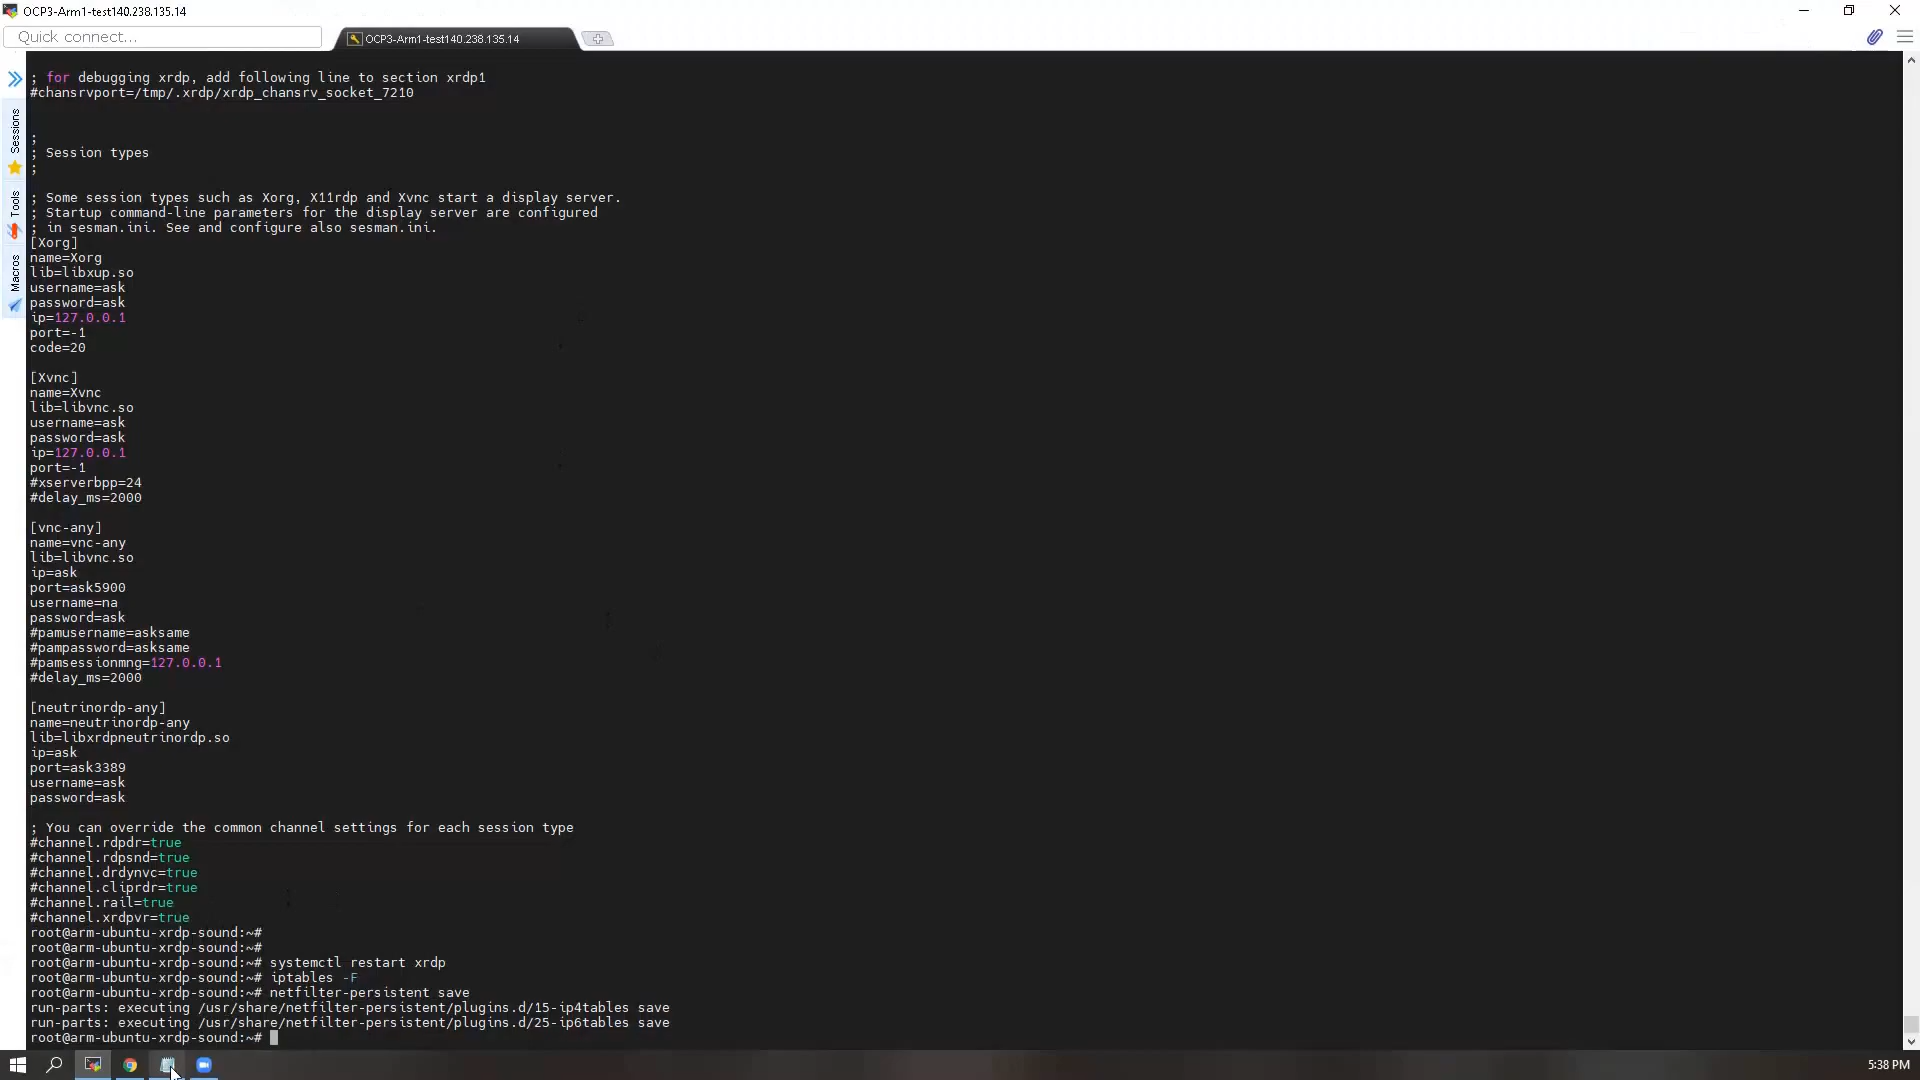 OCP3-Arm1-test140.238.135.14
Quick connect...
OCP3-Arm1-test140.238.135.14
Sessions
Tools
Macros
; for debugging xrdp, add following line to section xrdp1
#chansrvport=/tmp/.xrdp/xrdp_chansrv_socket_7210
;
; Session types
;
; Some session types such as Xorg, X11rdp and Xvnc start a display server.
; Startup command-line parameters for the display server are configured
; in sesman.ini. See and configure also sesman.ini.
[Xorg]
name=Xorg
lib=libxup.so
username=ask
password=ask
ip=127.0.0.1
port=-1
code=20
[Xvnc]
name=Xvnc
lib=libvnc.so
username=ask
password=ask
ip=127.0.0.1
port=-1
#xserverbpp=24
#delay_ms=2000
[vnc-any]
name=vnc-any
lib=libvnc.so
ip=ask
port=ask5900
username=na
password=ask
#pamusername=asksame
#pampassword=asksame
#pamsessionmng=127.0.0.1
#delay_ms=2000
[neutrinordp-any]
name=neutrinordp-any
lib=libxrdpneutrinordp.so
ip=ask
port=ask3389
username=ask
password=ask
; You can override the common channel settings for each session type
#channel.rdpdr=true
#channel.rdpsnd=true
#channel.drdynvc=true
#channel.cliprdr=true
#channel.rail=true
#channel.xrdpvr=true
root@arm-ubuntu-xrdp-sound:~#
root@arm-ubuntu-xrdp-sound:~#
root@arm-ubuntu-xrdp-sound:~# systemctl restart xrdp
root@arm-ubuntu-xrdp-sound:~# iptables -F
root@arm-ubuntu-xrdp-sound:~# netfilter-persistent save
run-parts: executing /usr/share/netfilter-persistent/plugins.d/15-ip4tables save
run-parts: executing /usr/share/netfilter-persistent/plugins.d/25-ip6tables save
root@arm-ubuntu-xrdp-sound:~#
5:38 PM